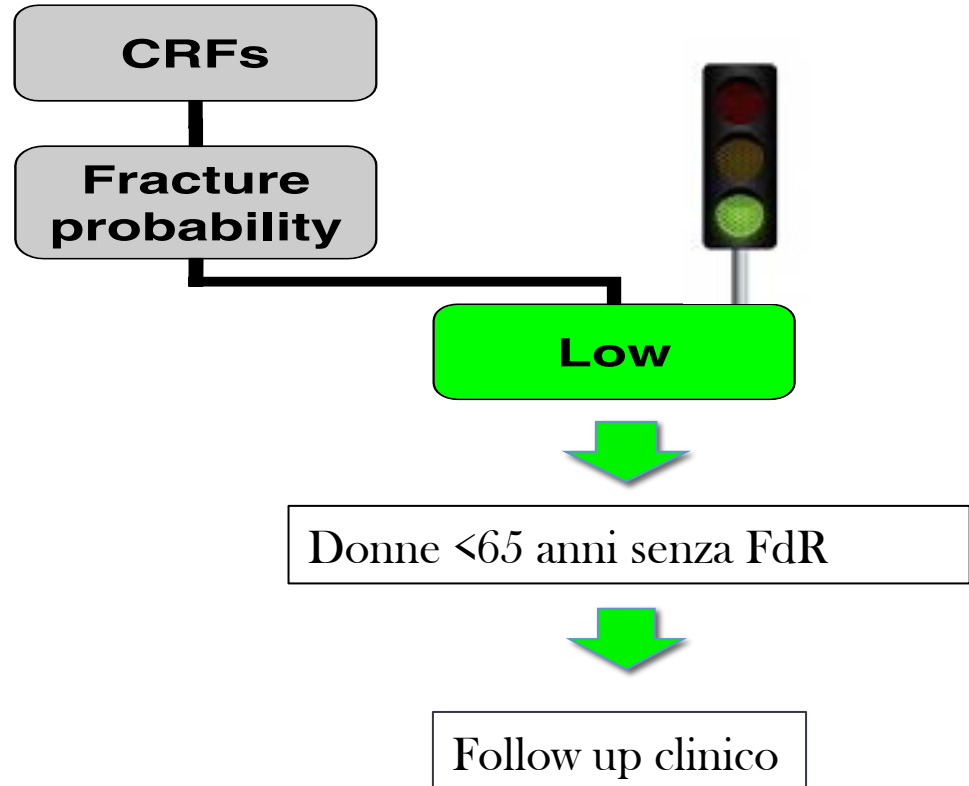 CRFs
Fracture
probability
Low
Donne <65 anni senza FdR
Follow up clinico